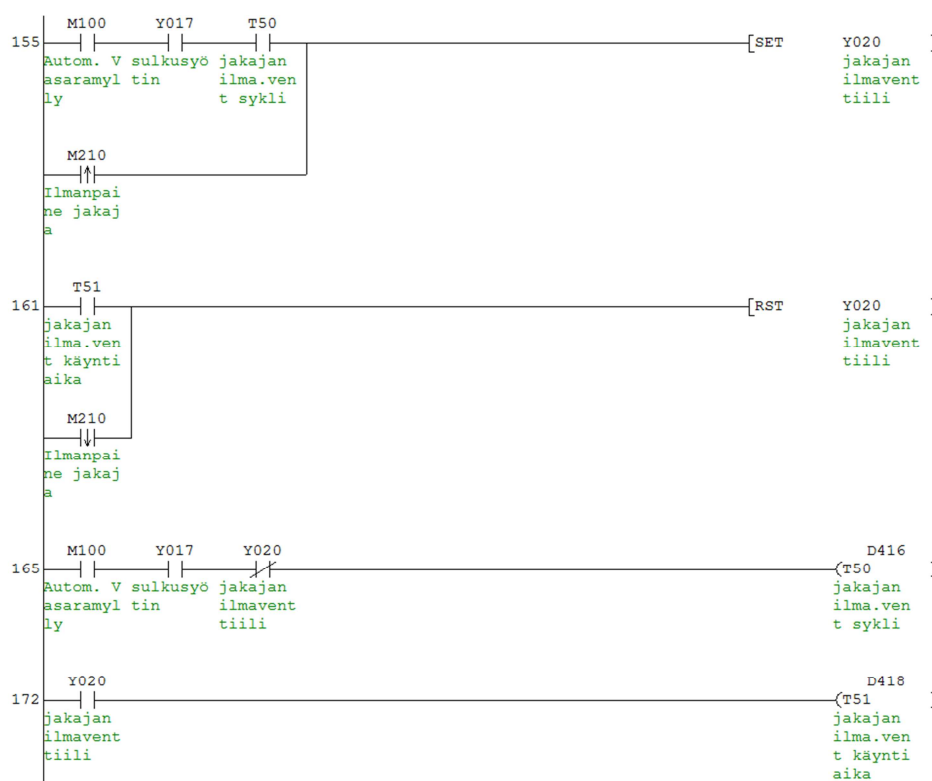 M100 Y017 T50
155 [SET Y020 ]
Autom. V sulkusyö jakajan jakajan
asaramyl tin ilma.ven ilmavent
ly t sykli tiili
M210
Ilmanpai
ne jakaj
a
T51
161 [RST Y020 ]
jakajan jakajan
ilma.ven ilmavent
t käynti tiili
aika
M210
Ilmanpai
ne jakaj
a
M100 Y017 Y020 D416
165 (T50 )
Autom. V sulkusyö jakajan jakajan
asaramyl tin ilmavent ilma.ven
ly tiili t sykli
Y020 D418
172 (T51 )
jakajan jakajan
ilmavent ilma.ven
tiili t käynti
aika